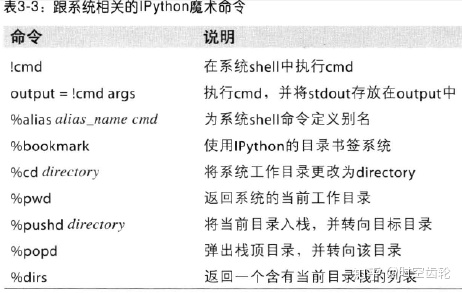 表3-3：跟系统相关的IPython魔术命令
命令 说明
!cmd 在系统shell中执行cmd
output = !cmd args 执行cmd，并将stdout存放在output中
%alias alias_name cmd 为系统shell命令定义别名
%bookmark 使用IPython的目录书签系统
%cd directory 将系统工作目录更改为directory
%pwd 返回系统的当前工作目录
%pushd directory 将当前目录入栈，并转向目标目录
%popd 弹出栈顶目录，并转向该目录
%dirs 返回一个含有当前目录栈的列表